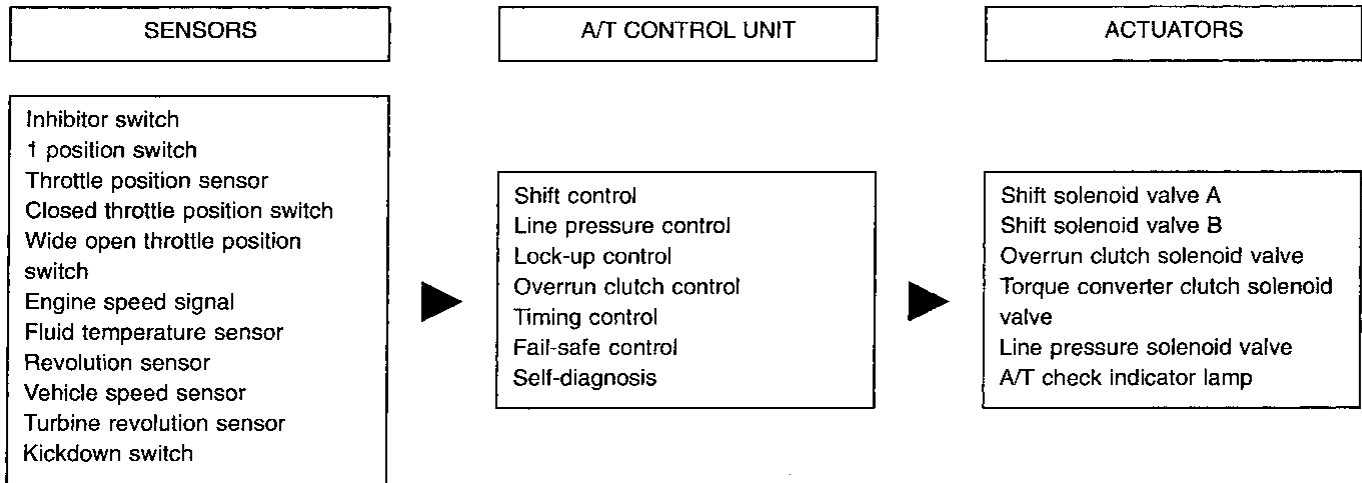 SENSORS
A/T CONTROL UNIT
ACTUATORS
Inhibitor switch
1 position switch
Throttle position sensor
Closed throttle position switch
Wide open throttle position
switch
Engine speed signal
Fluid temperature sensor
Revolution sensor
Vehicle speed sensor
Turbine revolution sensor
Kickdown switch
Shift control
Line pressure control
Lock-up control
Overrun clutch control
Timing control
Fail-safe control
Self-diagnosis
Shift solenoid valve A
Shift solenoid valve B
Overrun clutch solenoid valve
Torque converter clutch solenoid
valve
Line pressure solenoid valve
A/T check indicator lamp